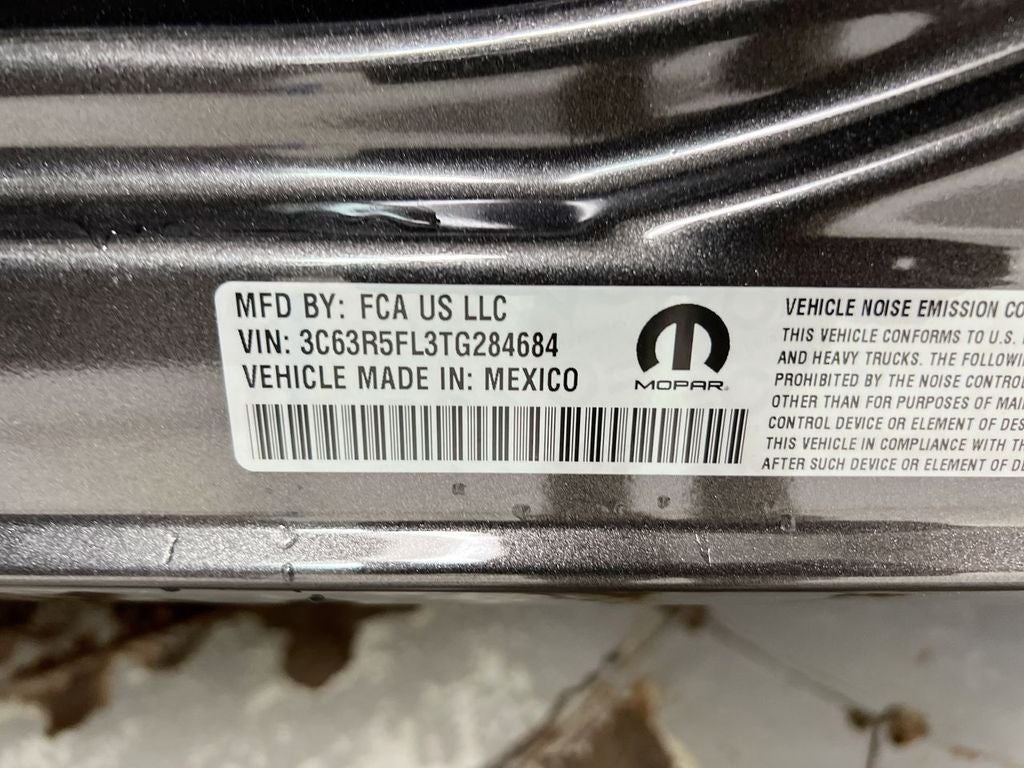 MFD BY: FCA US LLC
VIN: 3C63R5FL3TG284684
VEHICLE MADE IN: MEXICO
MOPAR
VEHICLE NOISE EMISSION
THIS VEHICLE CONFORMS TO U.S.
AND HEAVY TRUCKS. THE
PROHIBITED BY THE NOISE
OTHER THAN FOR PURPOSES OF
CONTROL DEVICE OR ELEMENT OF
THIS VEHICLE IN COMPLIANCE WITH
AFTER SUCH DEVICE OR ELEMENT OF